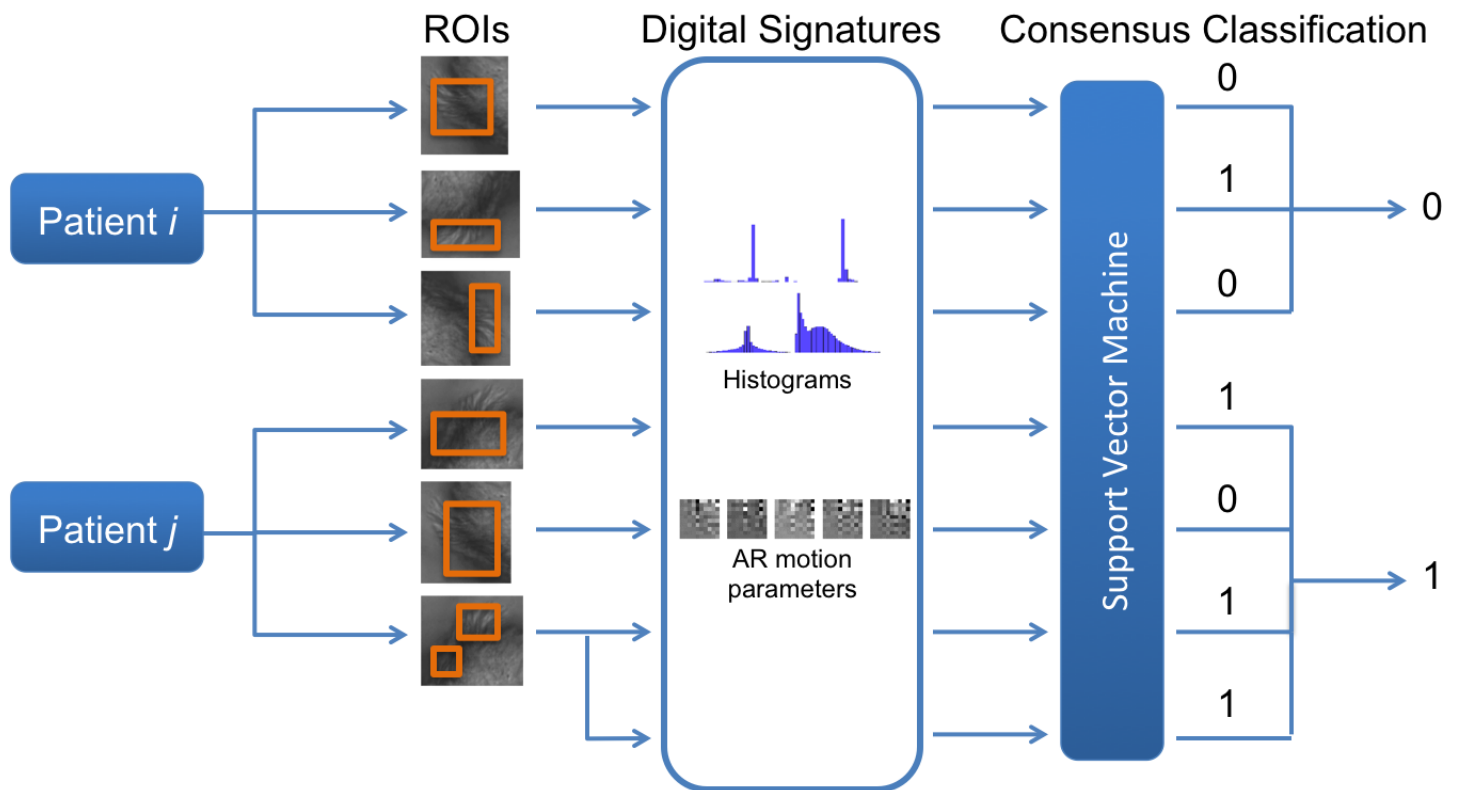 ROIs
Digital Signatures
Consensus Classification
Patient i
Patient j
Histograms
AR motion
parameters
Support Vector Machine
0
1
0
0
1
0
1
1
1